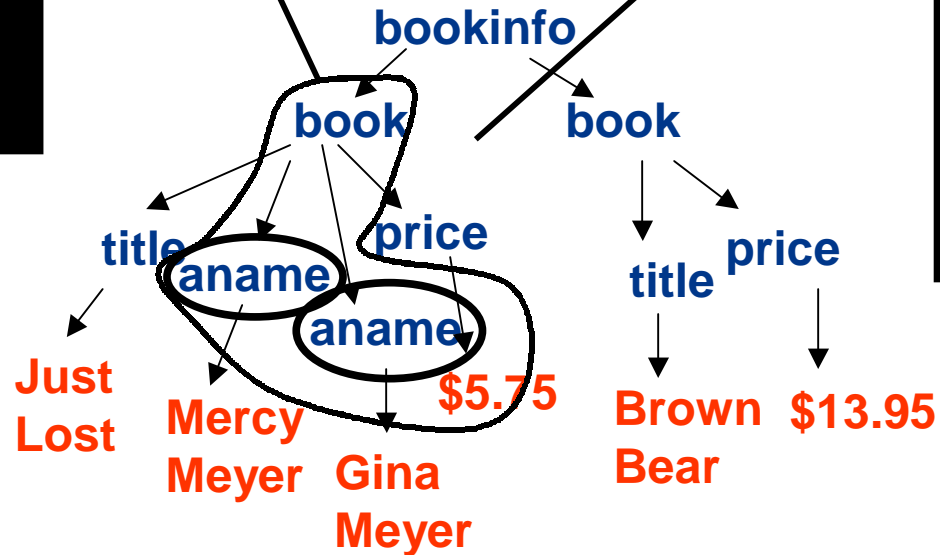 bookinfo
book
book
title
aname
aname
price
title
price
Just
Lost
Mercy
Meyer
Gina
Meyer
$5.75
Brown
Bear
$13.95